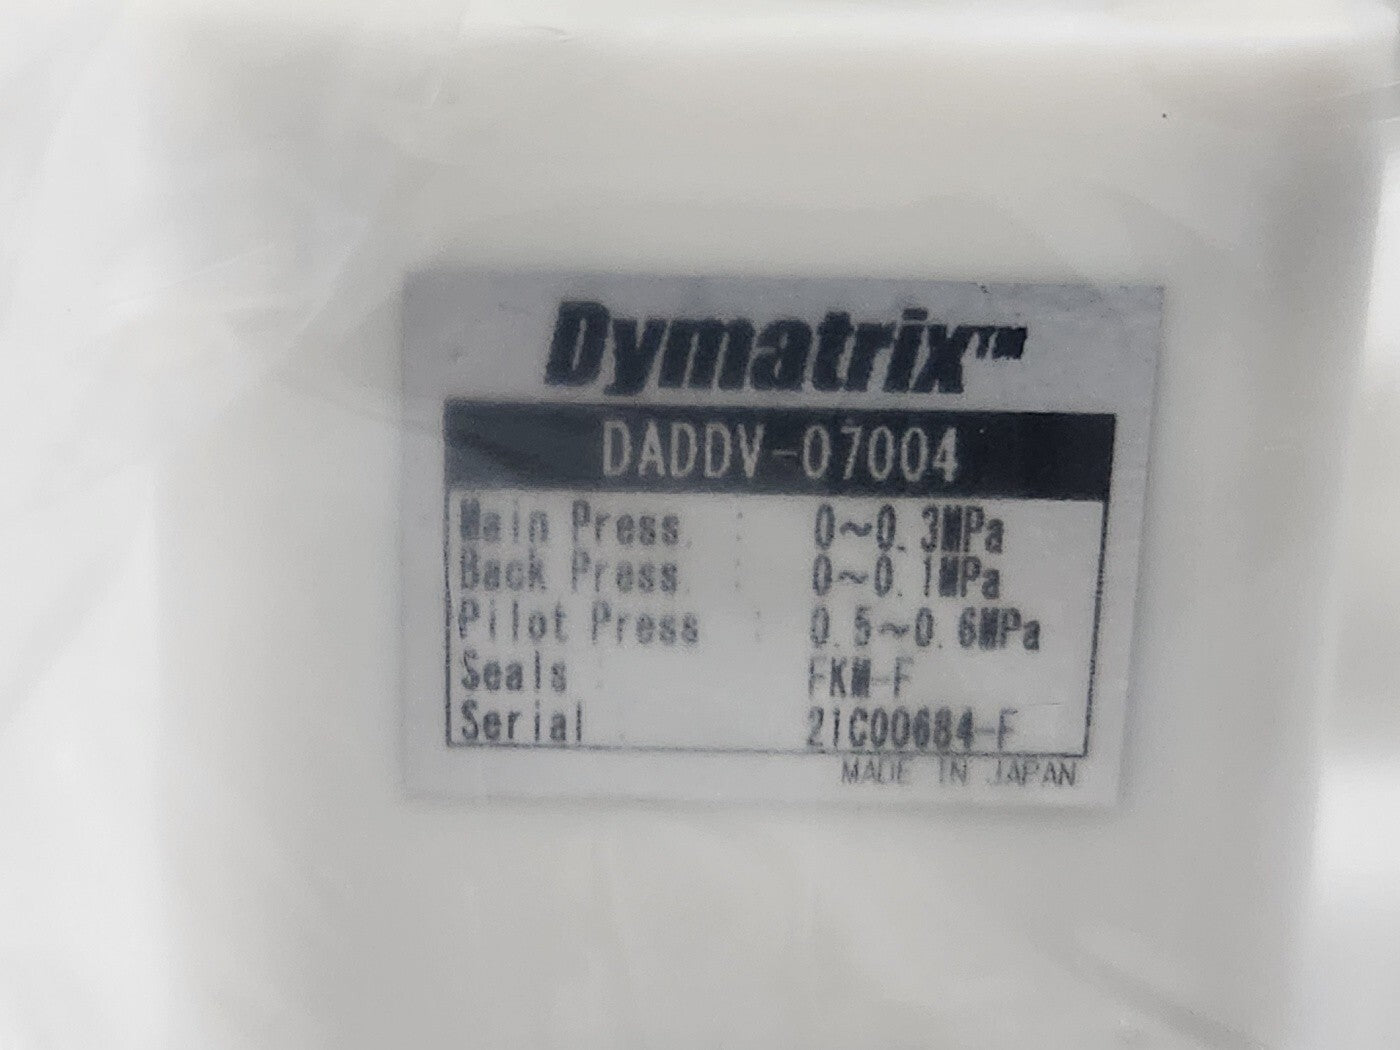 Dymatrix™
DADDV-07004
Main Press. : 0~0.3MPa
Back Press. : 0~0.1MPa
Pilot Press : 0.5~0.6MPa
Seals : FKM-F
Serial : 21C00684-F
MADE IN JAPAN